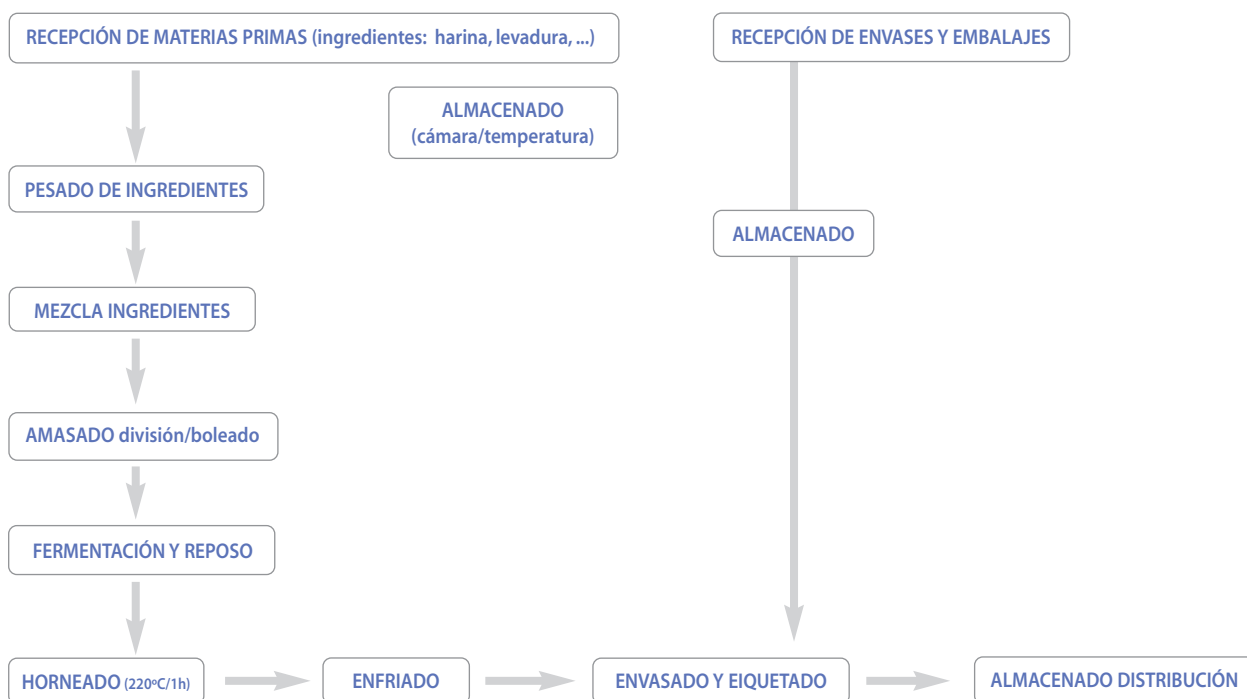 RECEPCIÓN DE MATERIAS PRIMAS (ingredientes: harina, levadura, ...)
RECEPCIÓN DE ENVASES Y EMBALAJES
ALMACENADO
(cámara/temperatura)
PESADO DE INGREDIENTES
ALMACENADO
MEZCLA INGREDIENTES
AMASADO división/boleado
FERMENTACIÓN Y REPOSO
HORNEADO (220ºC/1h)
ENFRIADO
ENVASADO Y EIQUETADO
ALMACENADO DISTRIBUCIÓN